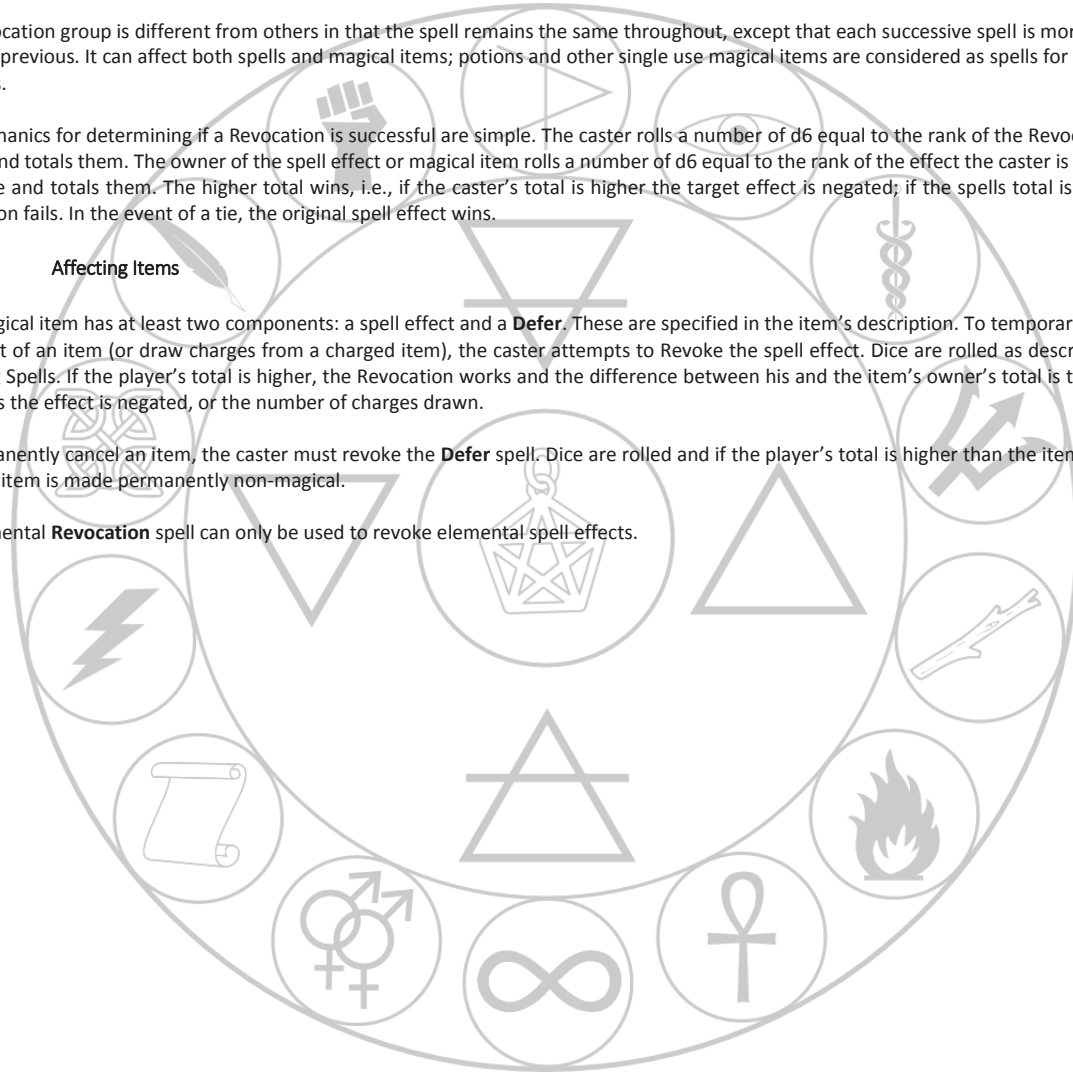 ocation group is different from others in that the spell remains the same throughout, except that each successive spell is mor
previous. It can affect both spells and magical items; potions and other single use magical items are considered as spells for
s.
hanics for determining if a Revocation is successful are simple. The caster rolls a number of d6 equal to the rank of the Revoc
nd totals them. The owner of the spell effect or magical item rolls a number of d6 equal to the rank of the effect the caster is
e and totals them. The higher total wins, i.e., if the caster's total is higher the target effect is negated; if the spells total is
on fails. In the event of a tie, the original spell effect wins.
Affecting Items
gical item has at least two components: a spell effect and a Defer. These are specified in the item's description. To temporar
t of an item (or draw charges from a charged item), the caster attempts to Revoke the spell effect. Dice are rolled as descr
g Spells. If the player's total is higher, the Revocation works and the difference between his and the item's owner's total is t
s the effect is negated, or the number of charges drawn.
anently cancel an item, the caster must revoke the Defer spell. Dice are rolled and if the player's total is higher than the item
item is made permanently non-magical.
mental Revocation spell can only be used to revoke elemental spell effects.